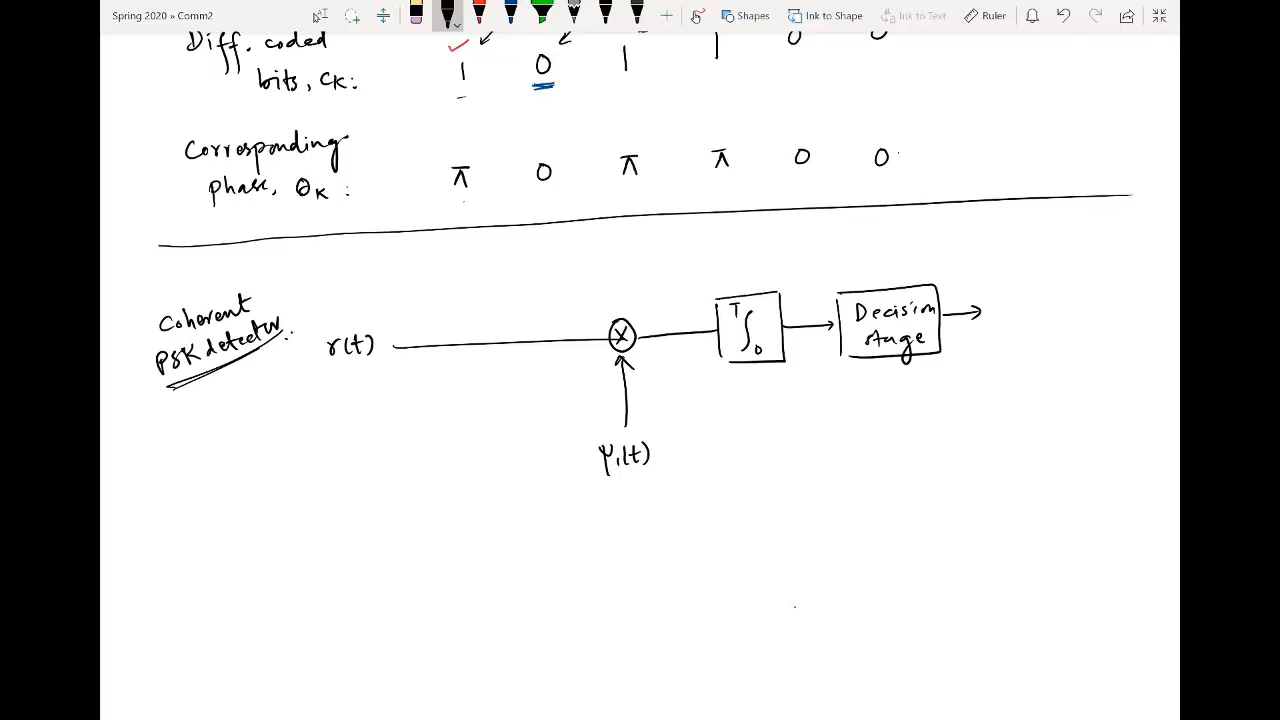 Spring 2020 » Comm2
Shapes
Ink to Shape
Ink to Text
Ruler
Diff. coded
bits, CK:
1 0 1 1 0 0
Corresponding
phase, θK :
π 0 π π 0 0
Coherent
PSK detector:
r(t)
X
T
∫
0
Decision
stage
Ψ1(t)